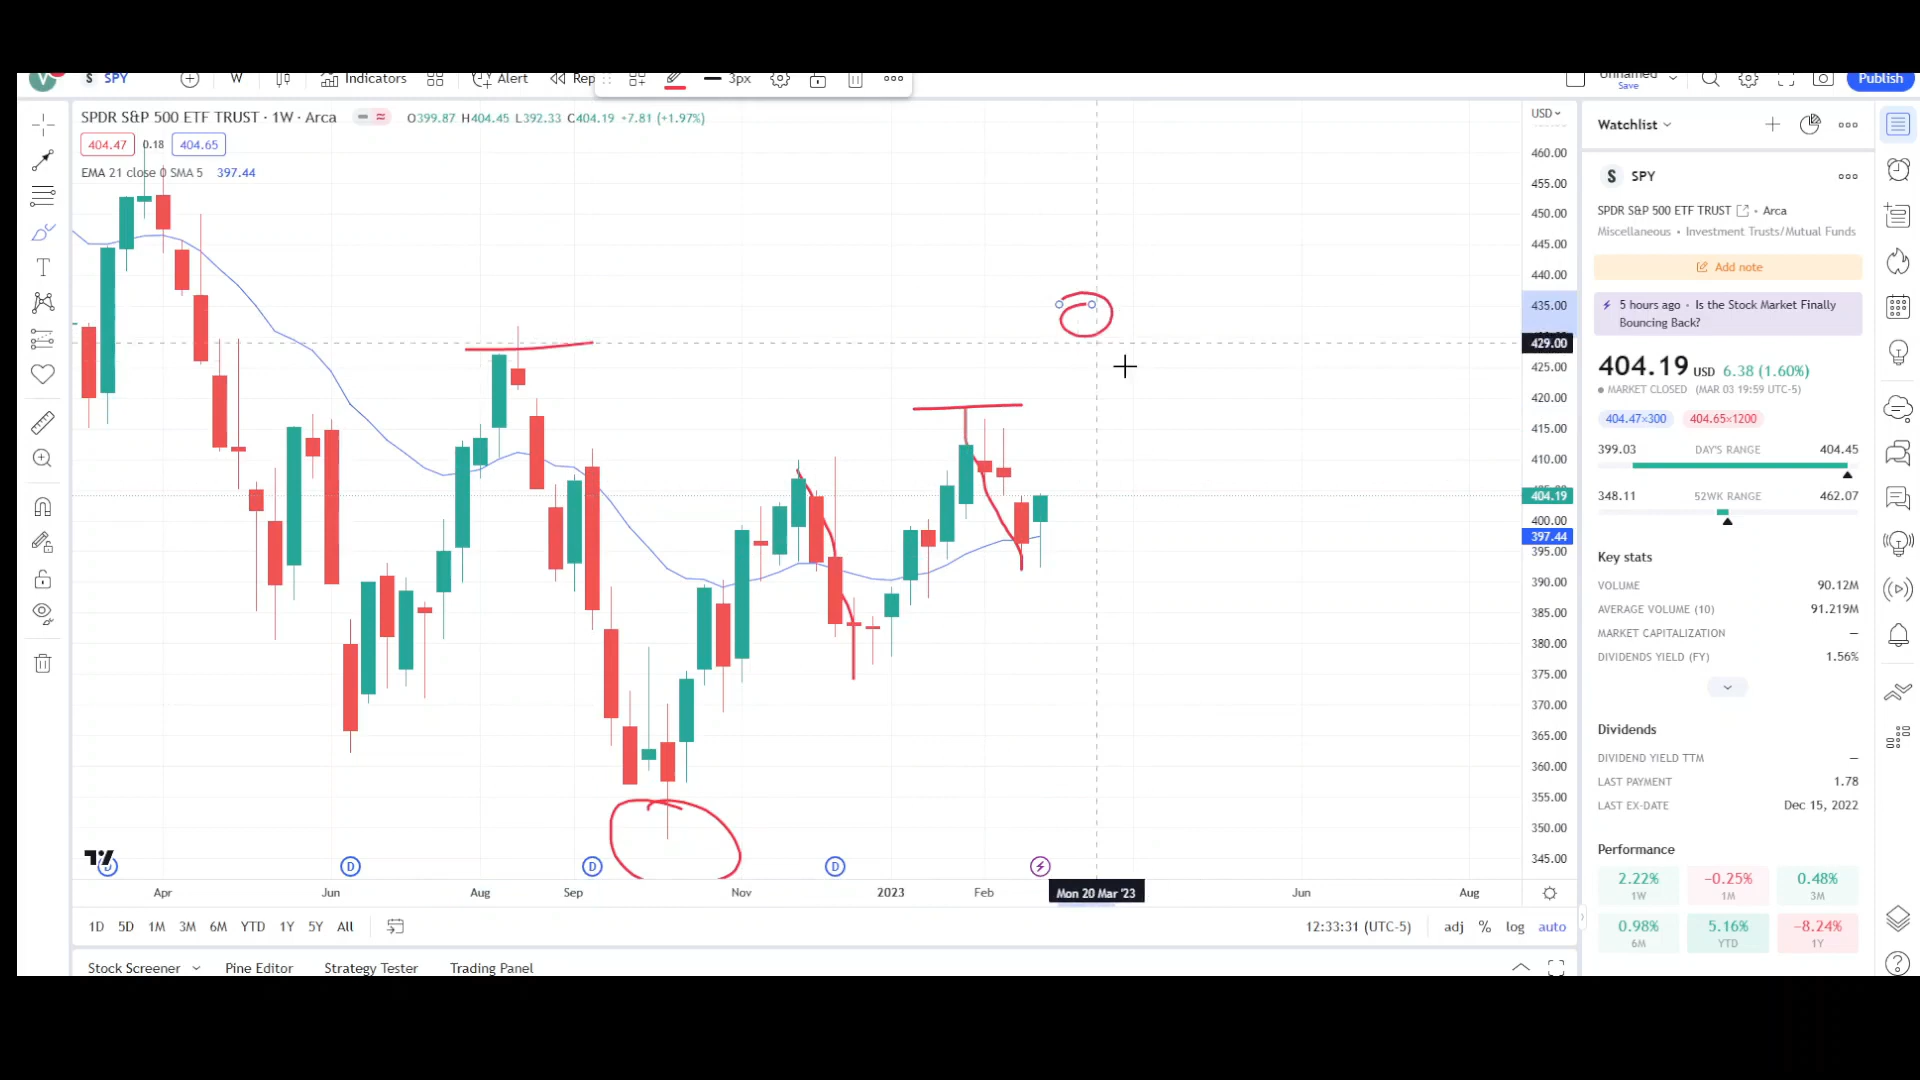 V S SPY W Indicators Alert Rep 3px Unnamed Save Publish
SPDR S&P 500 ETF TRUST · 1W · Arca O399.87 H404.45 L392.33 C404.19 +7.81 (+1.97%)
404.47 0.18 404.65
EMA 21 close 0 SMA 5 397.44
USD
460.00
455.00
450.00
445.00
440.00
435.00
429.00
425.00
420.00
415.00
410.00
404.19
400.00
397.44
395.00
390.00
385.00
380.00
375.00
370.00
365.00
360.00
355.00
350.00
345.00
D D D D
Apr Jun Aug Sep Nov 2023 Feb Mon 20 Mar '23 Jun Aug
1D 5D 1M 3M 6M YTD 1Y 5Y All 12:33:31 (UTC-5) adj % log auto
Stock Screener Pine Editor Strategy Tester Trading Panel
Watchlist
S SPY
SPDR S&P 500 ETF TRUST • Arca
Miscellaneous • Investment Trusts/Mutual Funds
Add note
5 hours ago · Is the Stock Market Finally
Bouncing Back?
404.19 USD 6.38 (1.60%)
MARKET CLOSED (MAR 03 19:59 UTC-5)
404.47×300 404.65×1200
399.03 DAY'S RANGE 404.45
348.11 52WK RANGE 462.07
Key stats
VOLUME 90.12M
AVERAGE VOLUME (10) 91.219M
MARKET CAPITALIZATION —
DIVIDENDS YIELD (FY) 1.56%
Dividends
DIVIDEND YIELD TTM —
LAST PAYMENT 1.78
LAST EX-DATE Dec 15, 2022
Performance
2.22% −0.25% 0.48%
1W 1M 3M
0.98% 5.16% −8.24%
6M YTD 1Y